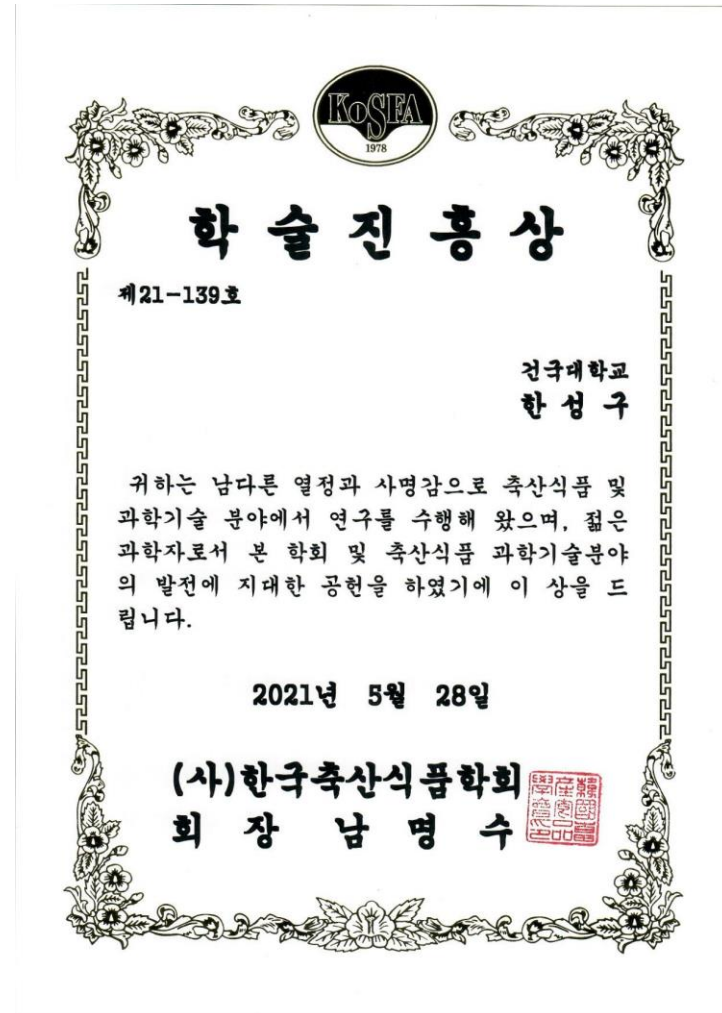 KoSFA
1978
학 술 진 흥 상
제21-139호
건국대학교
한 성 구
귀하는 남다른 열정과 사명감으로 축산식품 및
과학기술 분야에서 연구를 수행해 왔으며, 젊은
과학자로서 본 학회 및 축산식품 과학기술분야
의 발전에 지대한 공헌을 하였기에 이 상을 드
립니다.
2021년 5월 28일
(사)한국축산식품학회
회 장 남 명 수